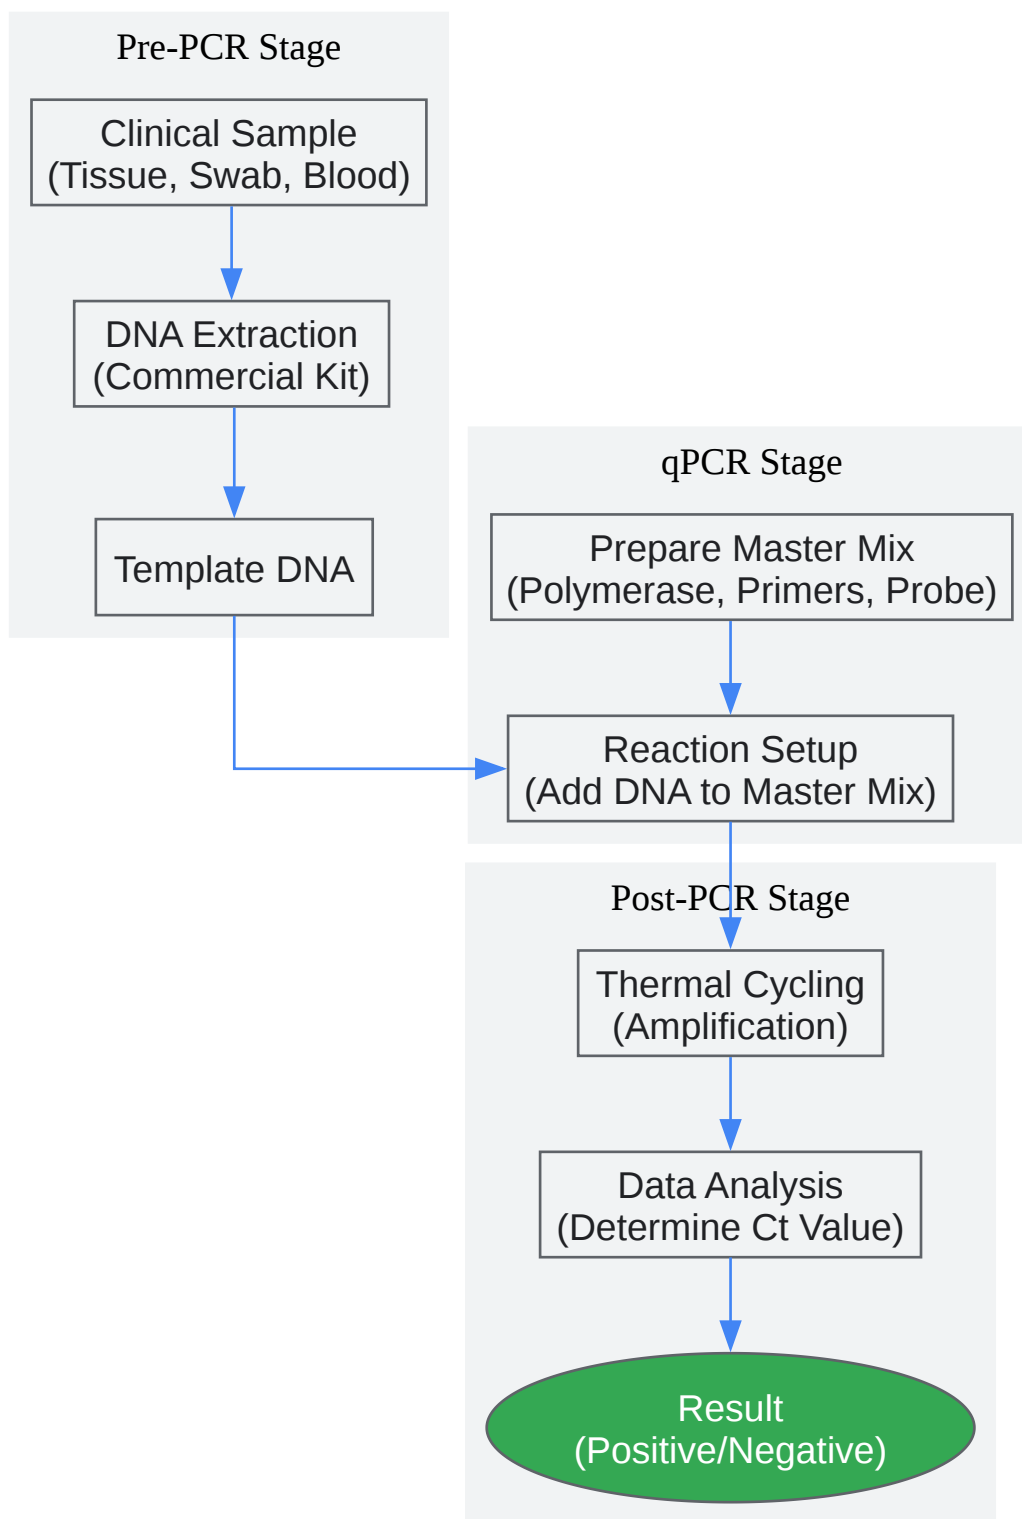 Pre-PCR Stage
Clinical Sample
(Tissue, Swab, Blood)
DNA Extraction
(Commercial Kit)
Template DNA
qPCR Stage
Prepare Master Mix
(Polymerase, Primers, Probe)
Reaction Setup
(Add DNA to Master Mix)
Post-PCR Stage
Thermal Cycling
(Amplification)
Data Analysis
(Determine Ct Value)
Result
(Positive/Negative)